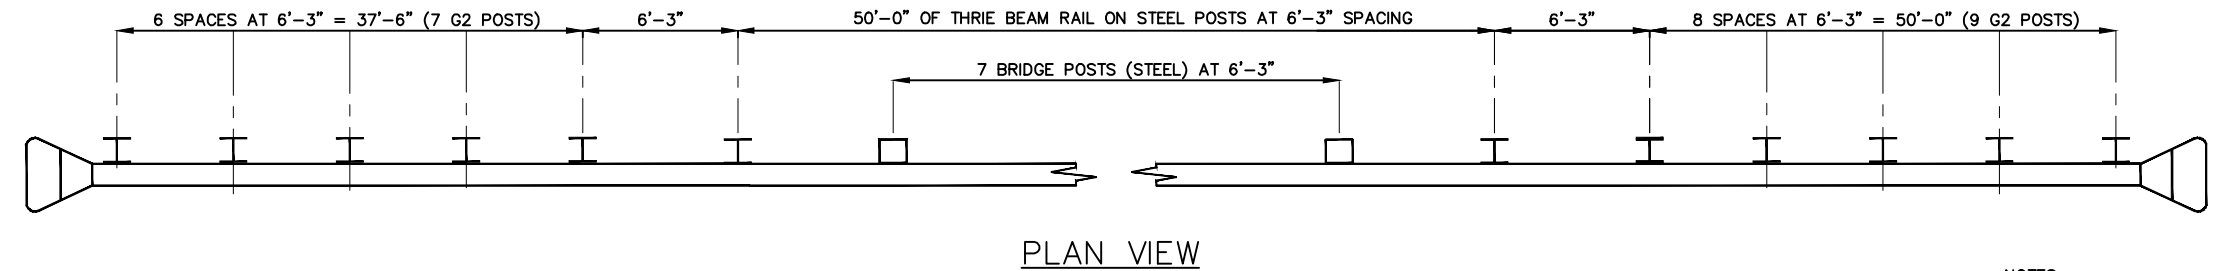 6 SPACES AT 6'-3" = 37'-6" (7 G2 POSTS)
6'-3"
50'-0" OF THRIE BEAM RAIL ON STEEL POSTS AT 6'-3" SPACING
6'-3"
8 SPACES AT 6'-3" = 50'-0" (9 G2 POSTS)
7 BRIDGE POSTS (STEEL) AT 6'-3"
PLAN VIEW